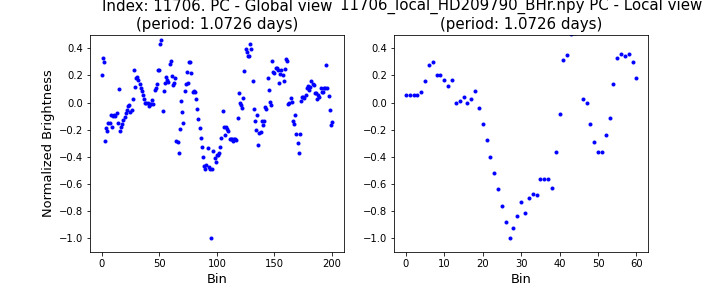 Index: 11706. PC - Global view
(period: 1.0726 days)
11706_local_HD209790_BHr.npy PC - Local view
(period: 1.0726 days)
Normalized Brightness
0.4
0.2
0.0
−0.2
−0.4
−0.6
−0.8
−1.0
0 50 100 150 200
Bin
0.4
0.2
0.0
−0.2
−0.4
−0.6
−0.8
−1.0
0 10 20 30 40 50 60
Bin